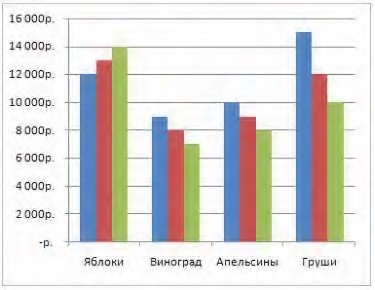 16 000р.
14 000р.
12 000р.
10 000р.
8 000р.
6 000р.
4 000р.
2 000р.
-р.
Яблоки Виноград Апельсины Груши